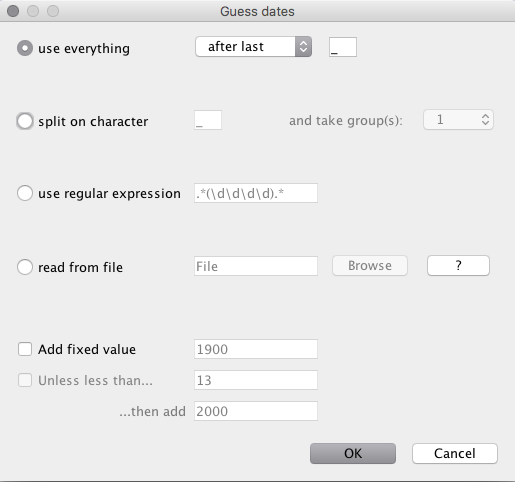 Guess dates
use everything after last _
split on character _ and take group(s): 1
use regular expression .*(\d\d\d\d).*
read from file File Browse ?
Add fixed value 1900
Unless less than... 13
...then add 2000
OK Cancel